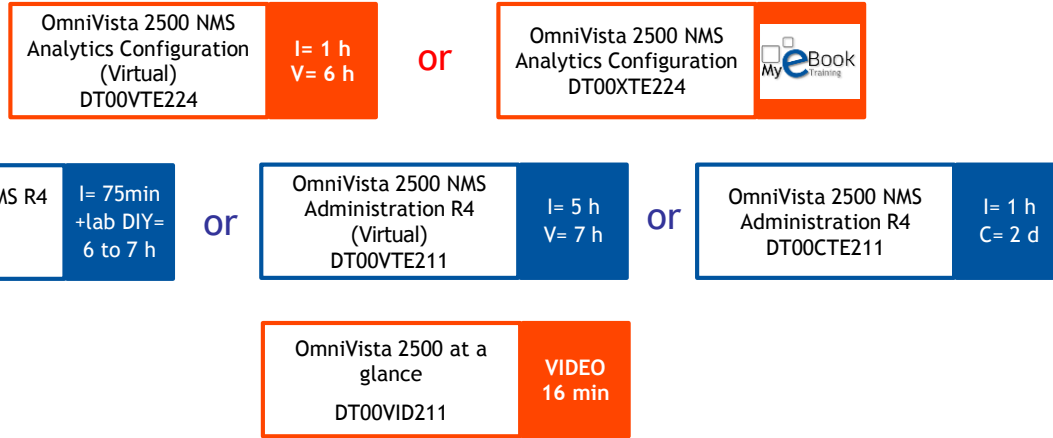 OmniVista 2500 NMS
Analytics Configuration
(Virtual)
DT00VTE224
I= 1 h
V= 6 h
or
OmniVista 2500 NMS
Analytics Configuration
DT00XTE224
My eBook
Training
MS R4
I= 75min
+lab DIY=
6 to 7 h
or
OmniVista 2500 NMS
Administration R4
(Virtual)
DT00VTE211
I= 5 h
V= 7 h
or
OmniVista 2500 NMS
Administration R4
DT00CTE211
I= 1 h
C= 2 d
OmniVista 2500 at a
glance
DT00VID211
VIDEO
16 min